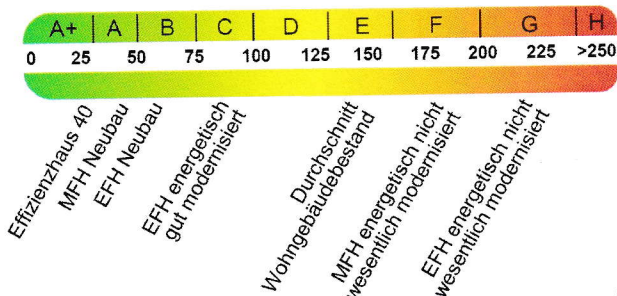 A+ A B C D E F G H
0 25 50 75 100 125 150 175 200 225 >250
Effizienzhaus 40
MFH Neubau
EFH Neubau
EFH energetisch
gut modernisiert
Durchschnitt
Wohngebäudebestand
MFH energetisch nicht
wesentlich modernisiert
EFH energetisch nicht
wesentlich modernisiert